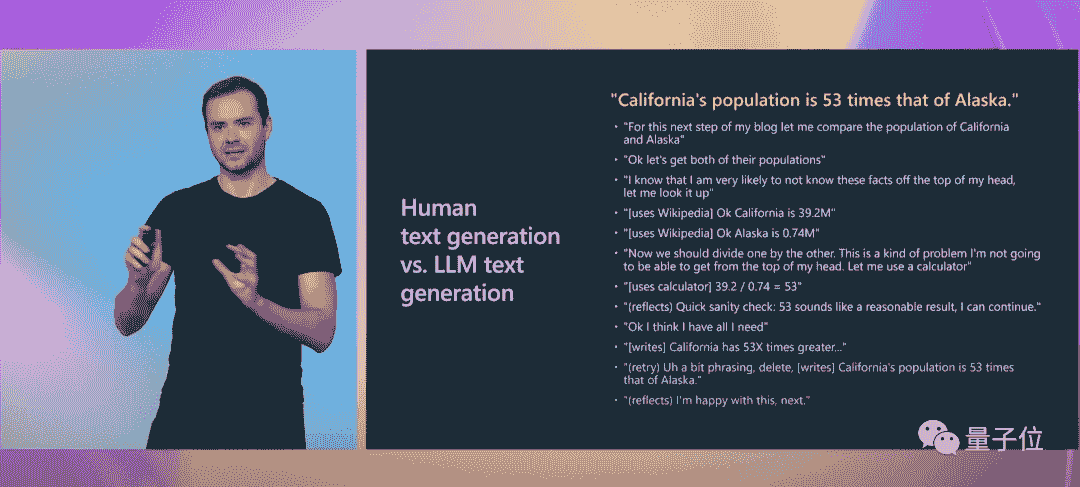 "California's population is 53 times that of Alaska."
Human
text generation
vs. LLM text
generation
• "For this next step of my blog let me compare the population of California
and Alaska"
• "Ok let's get both of their populations"
• "I know that I am very likely to not know these facts off the top of my head,
let me look it up"
• "[uses Wikipedia] Ok California is 39.2M"
• "[uses Wikipedia] Ok Alaska is 0.74M"
• "Now we should divide one by the other. This is a kind of problem I'm not going
to be able to get from the top of my head. Let me use a calculator"
• "[uses calculator] 39.2 / 0.74 = 53"
• "(reflects) Quick sanity check: 53 sounds like a reasonable result, I can continue."
• "Ok I think I have all I need"
• "[writes] California has 53X times greater..."
• "(retry) Uh a bit phrasing, delete, [writes] California's population is 53 times
that of Alaska."
• "(reflects) I'm happy with this, next."
量子位